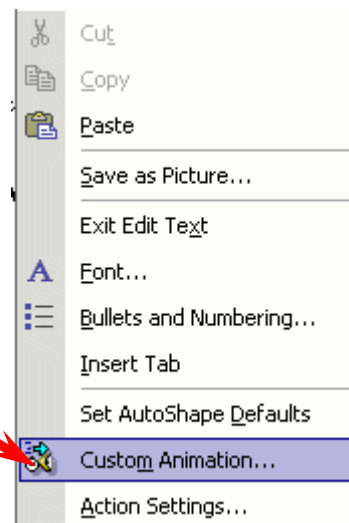 Cut
Copy
Paste
Save as Picture...
Exit Edit Text
Font...
Bullets and Numbering...
Insert Tab
Set AutoShape Defaults
Custom Animation...
Action Settings...